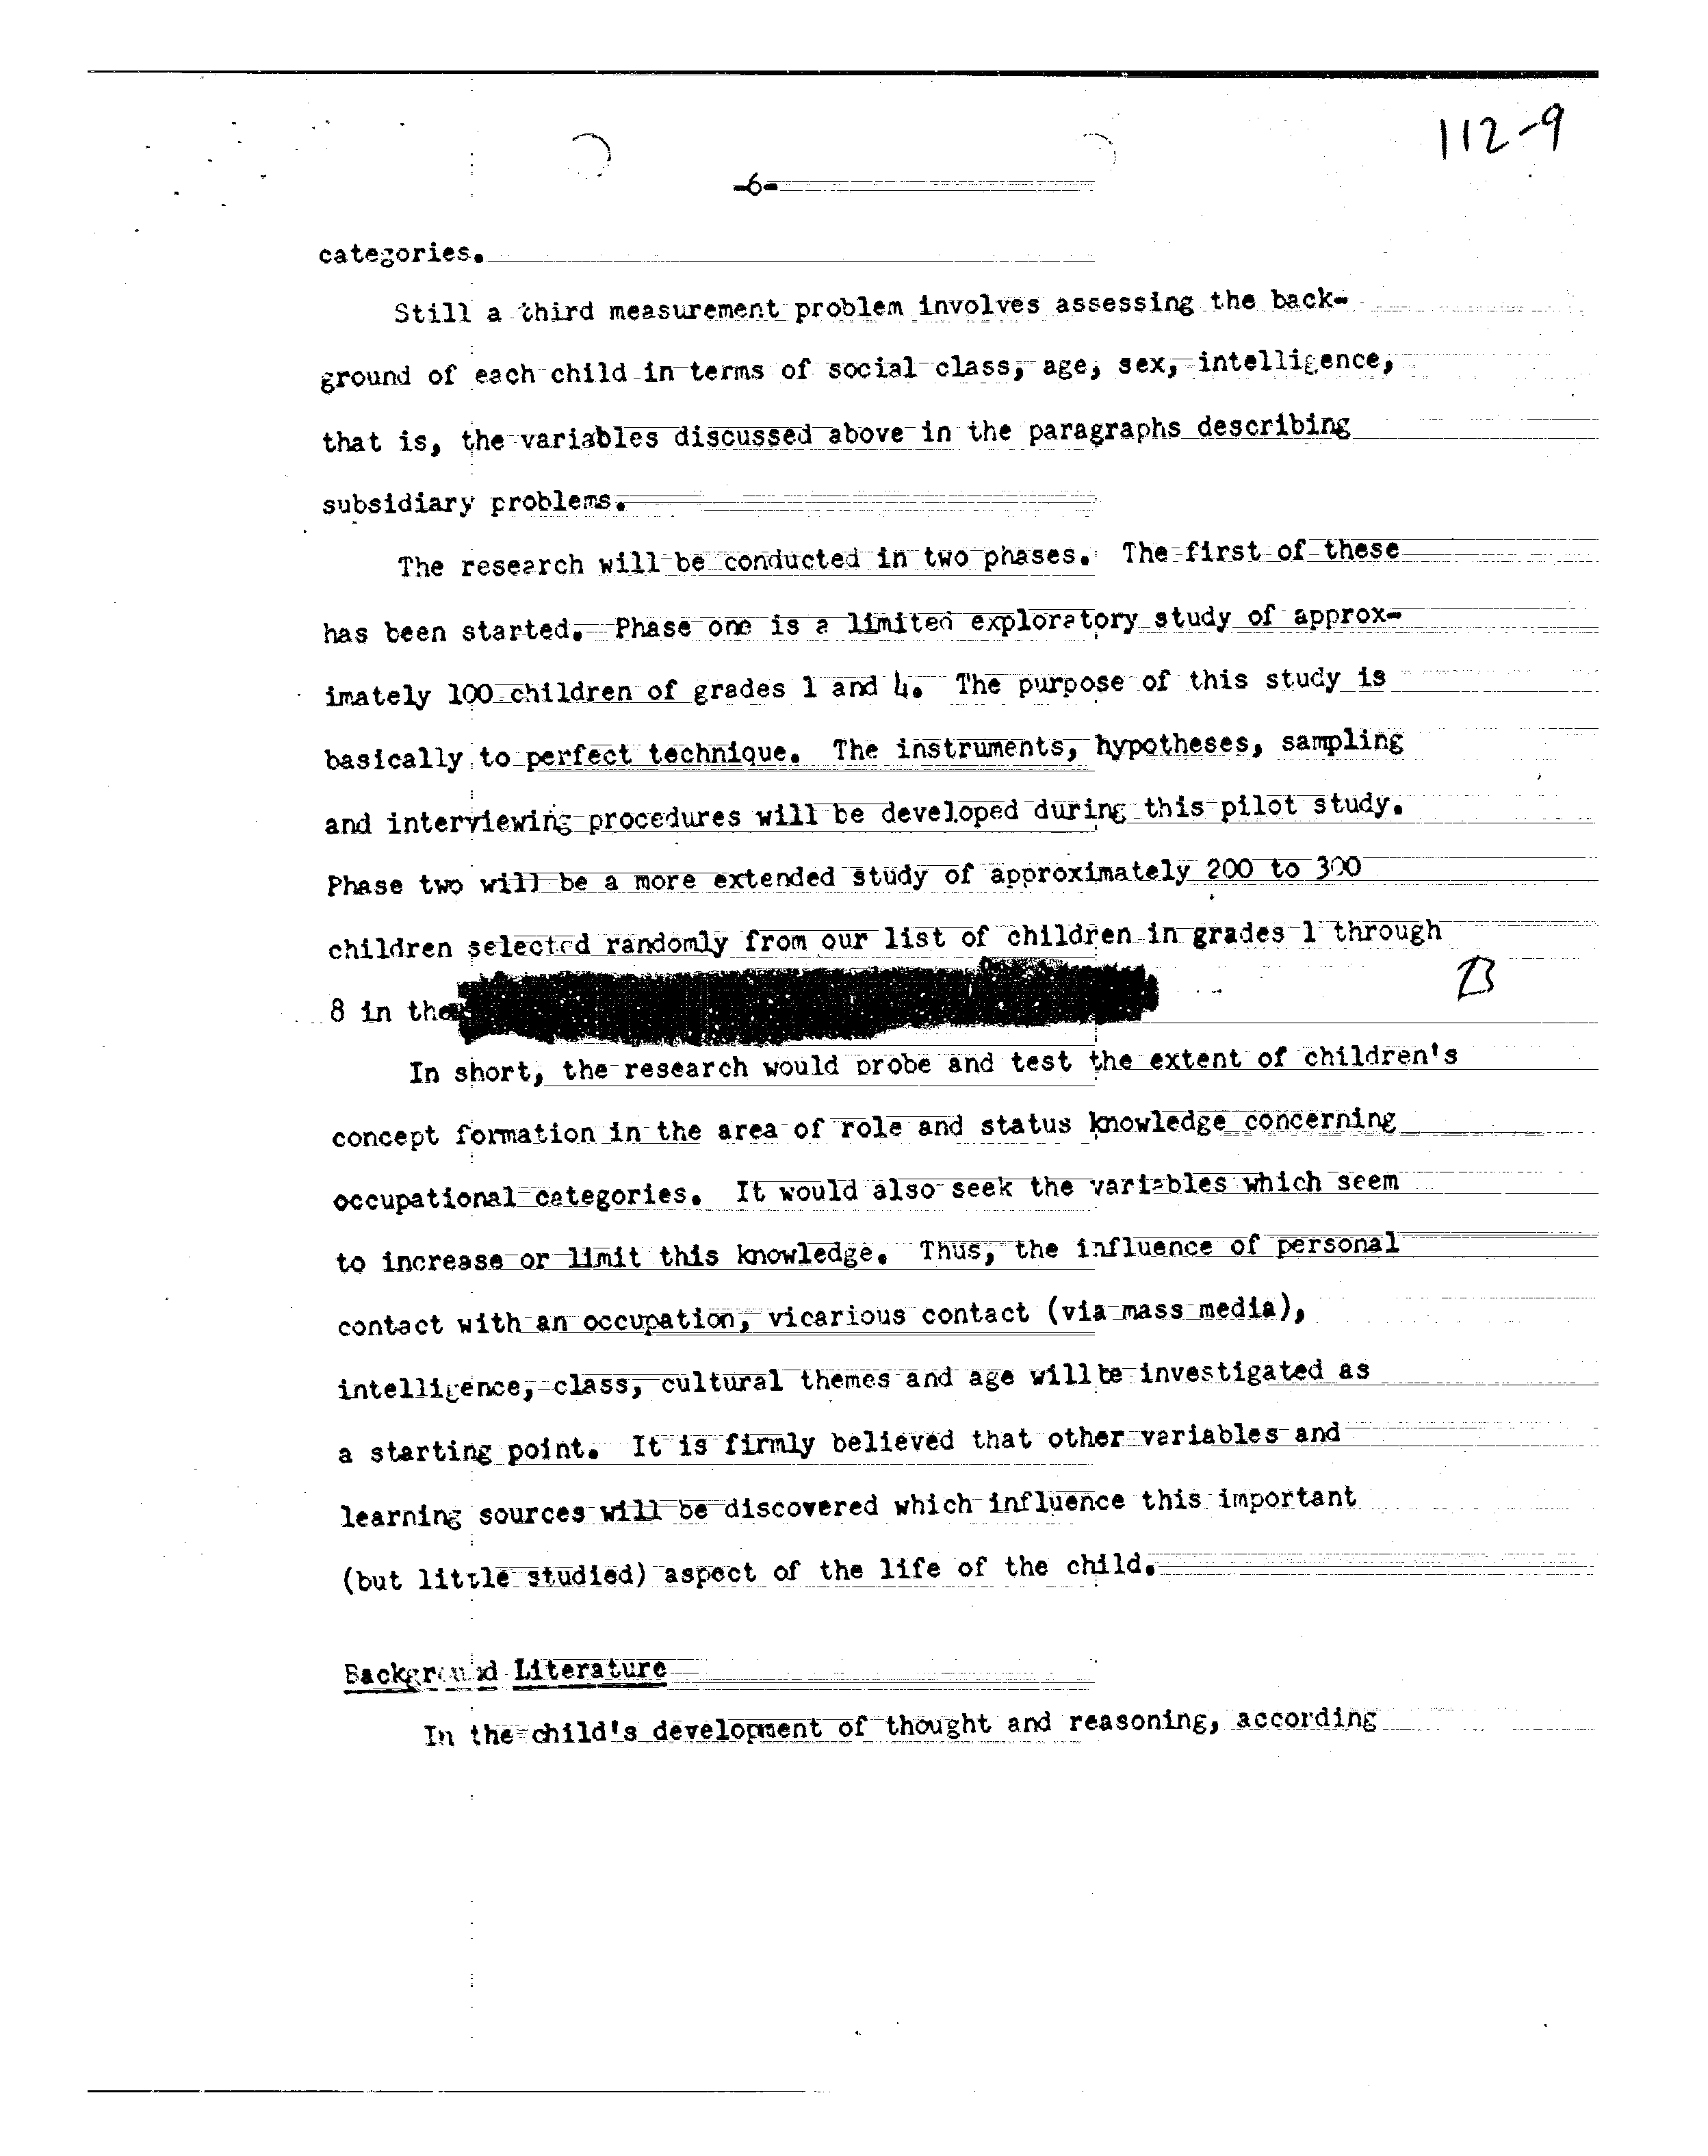 112-9
-6-
categories.
Still a third measurement problem involves assessing the back-
ground of each child in terms of social class, age, sex, intelligence,
that is, the variables discussed above in the paragraphs describing
subsidiary problems.
The research will be conducted in two phases. The first of these
has been started. Phase one is a limited exploratory study of approx-
imately 100 children of grades 1 and 4. The purpose of this study is
basically to perfect technique. The instruments, hypotheses, sampling
and interviewing procedures will be developed during this pilot study.
Phase two will be a more extended study of approximately 200 to 300
children selected randomly from our list of children in grades 1 through
8 in the
B
In short, the research would probe and test the extent of children's
concept formation in the area of role and status knowledge concerning
occupational categories. It would also seek the variables which seem
to increase or limit this knowledge. Thus, the influence of personal
contact with an occupation, vicarious contact (via mass media),
intelligence, class, cultural themes and age will be investigated as
a starting point. It is firmly believed that other variables and
learning sources will be discovered which influence this important
(but little studied) aspect of the life of the child.
Background Literature
In the child's development of thought and reasoning, according